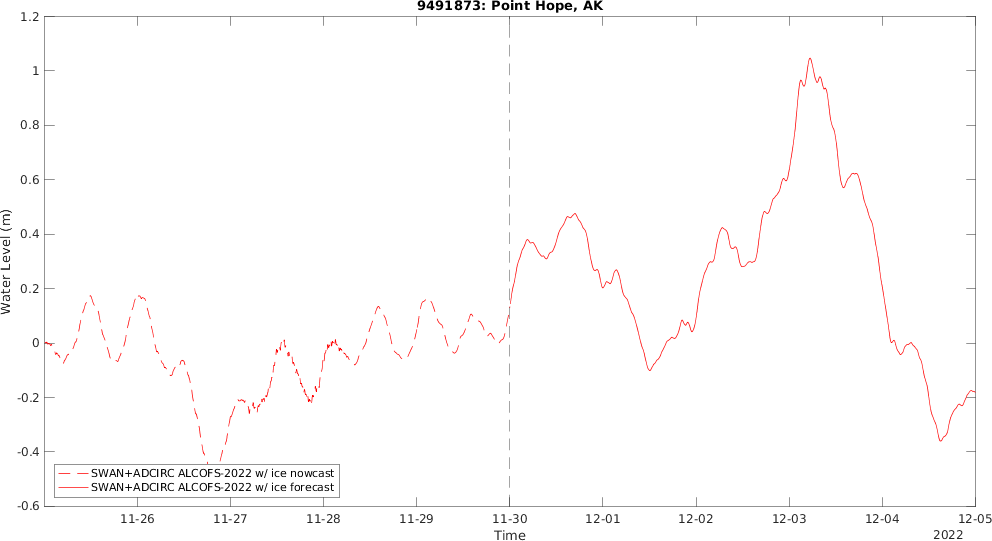 9491873: Point Hope, AK
1.2
1
0.8
0.6
0.4
0.2
0
-0.2
-0.4
-0.6
Water Level (m)
SWAN+ADCIRC ALCOFS-2022 w/ ice nowcast
SWAN+ADCIRC ALCOFS-2022 w/ ice forecast
11-26 11-27 11-28 11-29 11-30 12-01 12-02 12-03 12-04 12-05
Time
2022